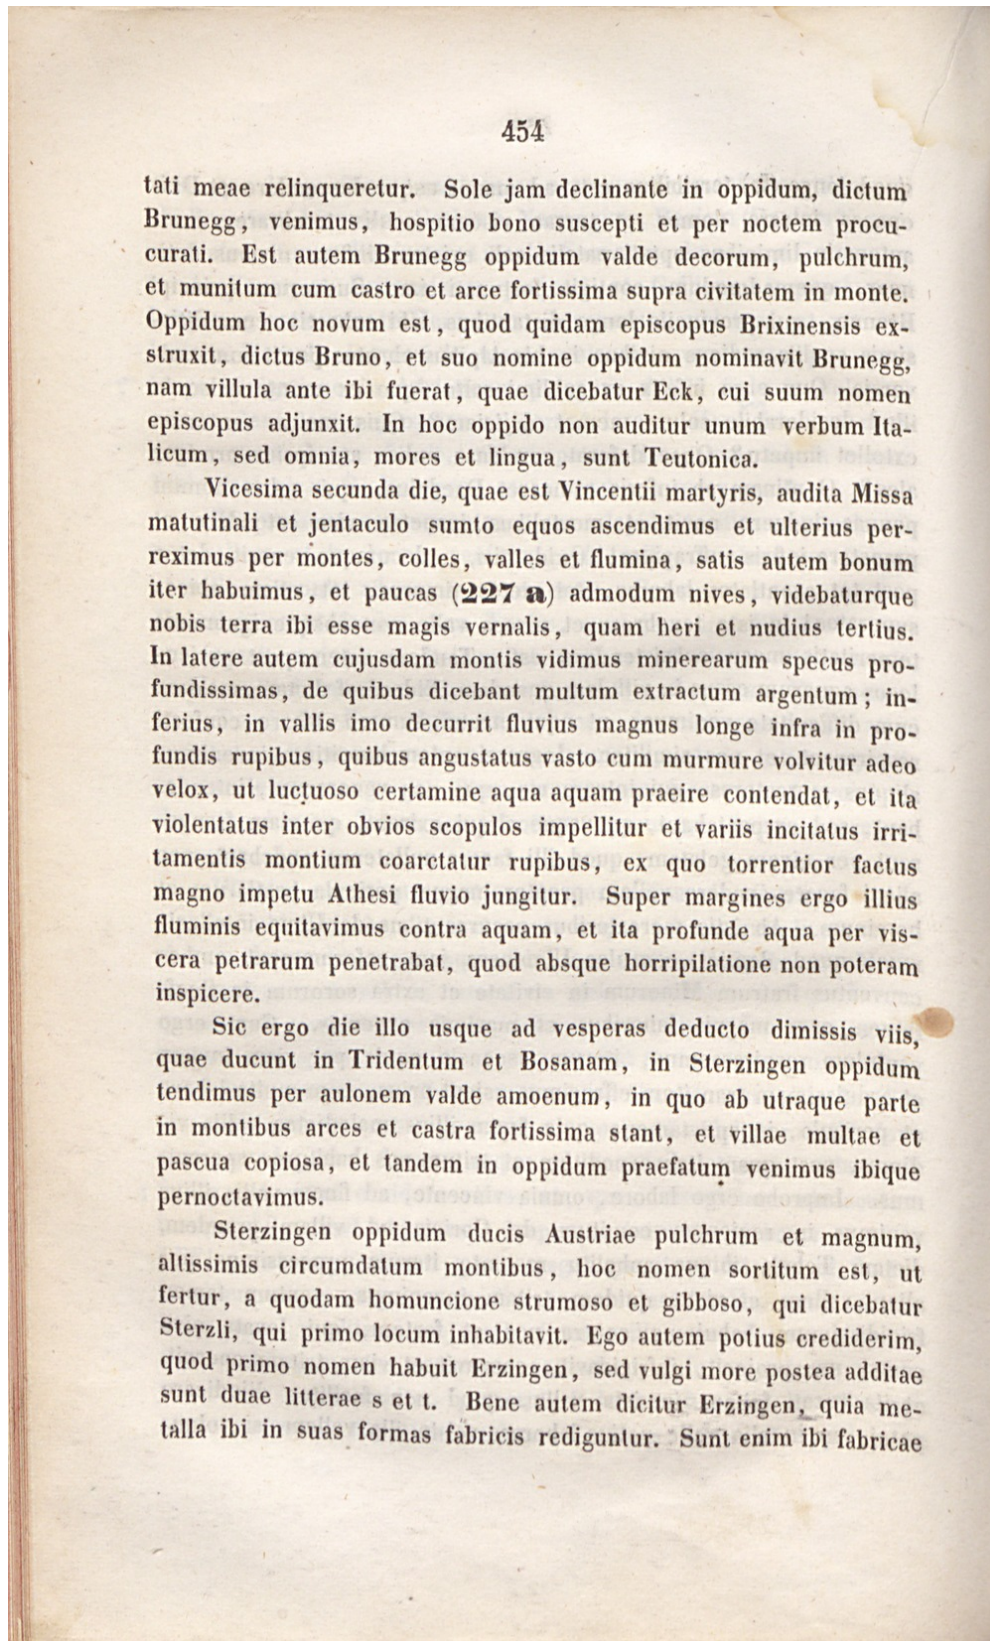 454
tati meae relinqueretur. Sole jam declinante in oppidum, dictum
Brunegg, venimus, hospitio bono suscepti et per noctem procu-
curati. Est autem Brunegg oppidum valde decorum, pulchrum,
et munitum cum castro et arce fortissima supra civitatem in monte.
Oppidum hoc novum est, quod quidam episcopus Brixinensis ex-
struxit, dictus Bruno, et suo nomine oppidum nominavit Brunegg,
nam villula ante ibi fuerat, quae dicebatur Eck, cui suum nomen
episcopus adjunxit. In hoc oppido non auditur unum verbum Ita-
licum, sed omnia, mores et lingua, sunt Teutonica.
Vicesima secunda die, quae est Vincentii martyris, audita Missa
matutinali et jentaculo sumto equos ascendimus et ulterius per-
reximus per montes, colles, valles et flumina, satis autem bonum
iter habuimus, et paucas (227 a) admodum nives, videbaturque
nobis terra ibi esse magis vernalis, quam heri et nudius tertius.
In latere autem cujusdam montis vidimus minerearum specus pro-
fundissimas, de quibus dicebant multum extractum argentum; in-
ferius, in vallis imo decurrit fluvius magnus longe infra in pro-
fundis rupibus, quibus angustatus vasto cum murmure volvitur adeo
velox, ut luctuoso certamine aqua aquam praeire contendat, et ita
violentatus inter obvios scopulos impellitur et variis incitatus irri-
tamentis montium coarctatur rupibus, ex quo torrentior factus
magno impetu Athesi fluvio jungitur. Super margines ergo illius
fluminis equitavimus contra aquam, et ita profunde aqua per vis-
cera petrarum penetrabat, quod absque horripilatione non poteram
inspicere.
Sic ergo die illo usque ad vesperas deducto dimissis viis,
quae ducunt in Tridentum et Bosanam, in Sterzingen oppidum
tendimus per aulonem valde amoenum, in quo ab utraque parte
in montibus arces et castra fortissima stant, et villae multae et
pascua copiosa, et tandem in oppidum praefatum venimus ibique
pernoctavimus.
Sterzingen oppidum ducis Austriae pulchrum et magnum,
altissimis circumdatum montibus, hoc nomen sortitum est, ut
fertur, a quodam homuncione strumoso et gibboso, qui dicebatur
Sterzli, qui primo locum inhabitavit. Ego autem potius crediderim,
quod primo nomen habuit Erzingen, sed vulgi more postea additae
sunt duae litterae s et t. Bene autem dicitur Erzingen, quia me-
talla ibi in suas formas fabricis rediguntur. Sunt enim ibi fabricae